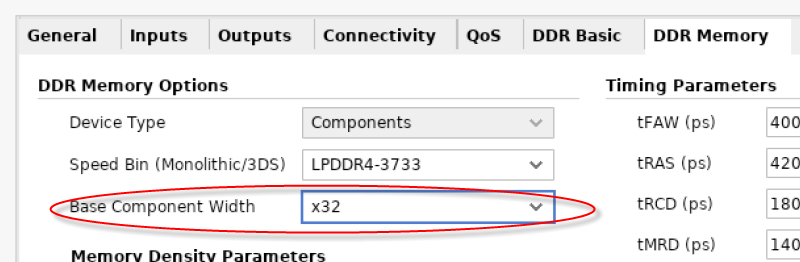 General Inputs Outputs Connectivity QoS DDR Basic DDR Memory
DDR Memory Options
Device Type Components
Speed Bin (Monolithic/3DS) LPDDR4-3733
Base Component Width x32
Memory Density Parameters
Timing Parameters
tFAW (ps) 400
tRAS (ps) 420
tRCD (ps) 180
tMRD (ps) 140